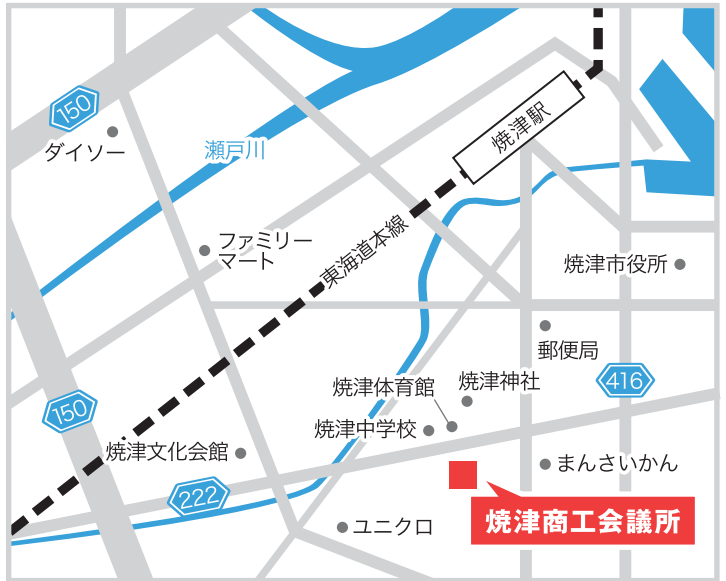 150
ダイソー
瀬戸川
焼津駅
ファミリー
マート
東海道本線
焼津市役所
郵便局
416
焼津体育館
焼津神社
150
焼津中学校
焼津文化会館
まんさいかん
222
焼津商工会議所
ユニクロ